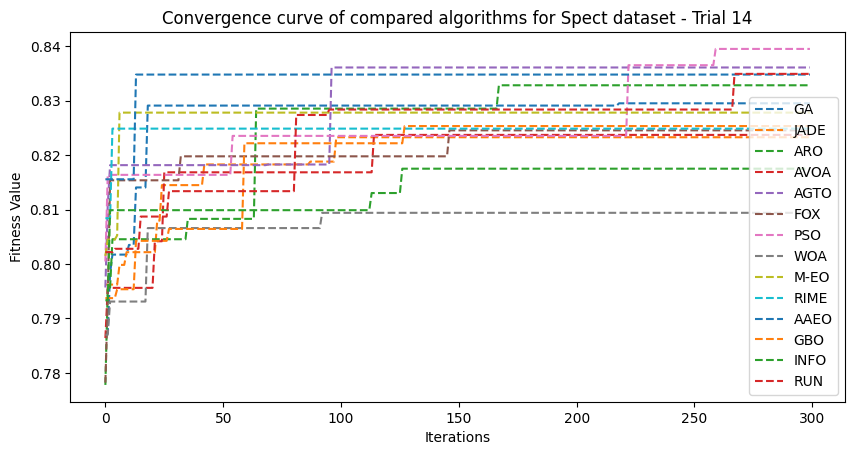 Convergence curve of compared algorithms for Spect dataset - Trial 14
Fitness Value
0.84
0.83
0.82
0.81
0.80
0.79
0.78
GA
JADE
ARO
AVOA
AGTO
FOX
PSO
WOA
M-EO
RIME
AAEO
GBO
INFO
RUN
0
50
100
150
200
250
300
Iterations